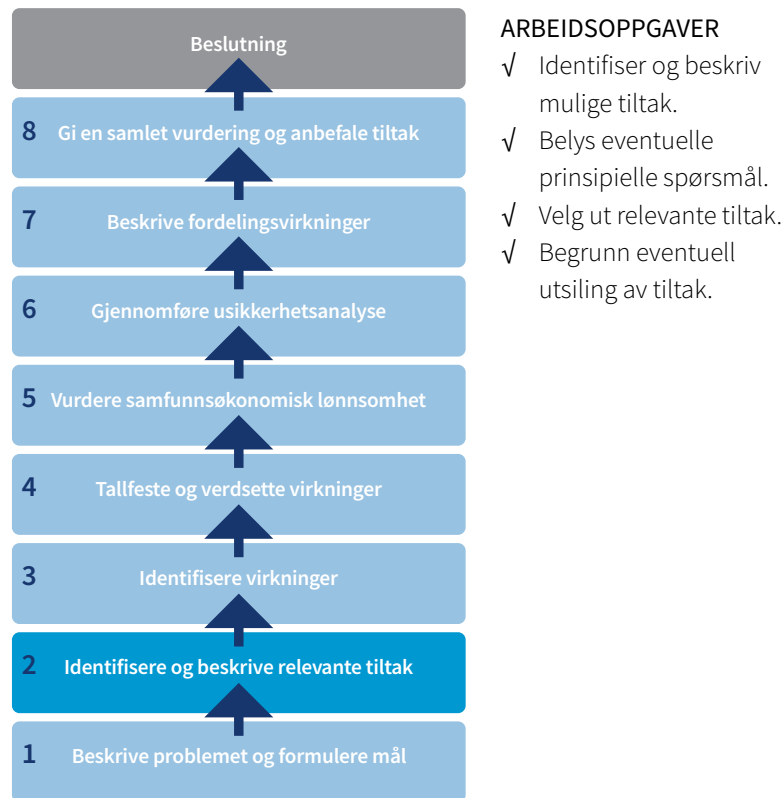 Beslutning
8 Gi en samlet vurdering og anbefale tiltak
7 Beskrive fordelingsvirkninger
6 Gjennomføre usikkerhetsanalyse
5 Vurdere samfunnsøkonomisk lønnsomhet
4 Tallfeste og verdsette virkninger
3 Identifisere virkninger
2 Identifisere og beskrive relevante tiltak
1 Beskrive problemet og formulere mål
ARBEIDSOPPGAVER
√ Identifiser og beskriv
mulige tiltak.
√ Belys eventuelle
prinsipielle spørsmål.
√ Velg ut relevante tiltak.
√ Begrunn eventuell
utsiling av tiltak.